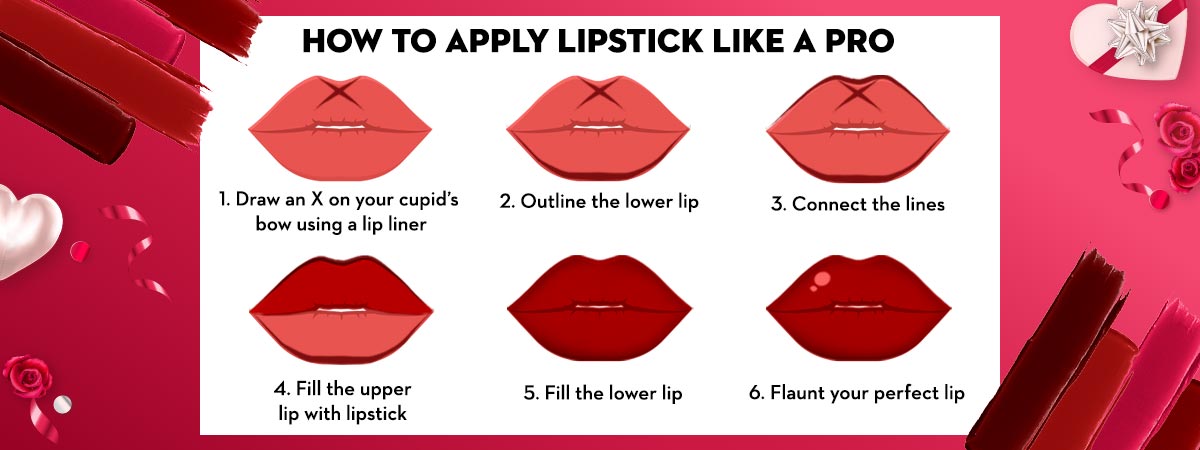 HOW TO APPLY LIPSTICK LIKE A PRO
1. Draw an X on your cupid's
bow using a lip liner
2. Outline the lower lip
3. Connect the lines
4. Fill the upper
lip with lipstick
5. Fill the lower lip
6. Flaunt your perfect lip